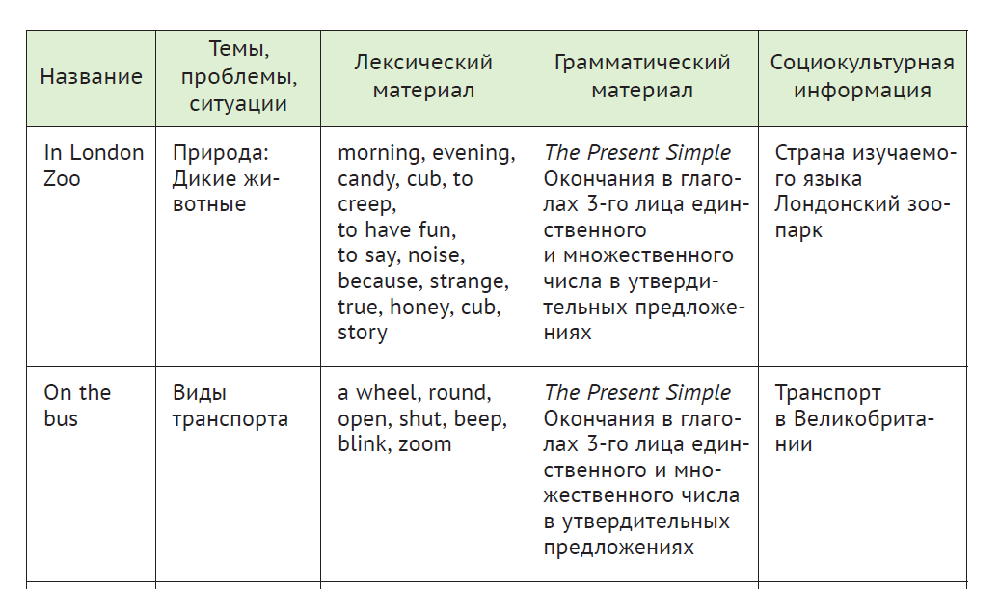 Название
Темы,
проблемы,
ситуации
Лексический
материал
Грамматический
материал
Социокультурная
информация
In London
Zoo
Природа:
Дикие жи-
вотные
morning, evening,
candy, cub, to
creep,
to have fun,
to say, noise,
because, strange,
true, honey, cub,
story
The Present Simple
Окончания в глаго-
лах 3-го лица един-
ственного
и множественного
числа в утверди-
тельных предложе-
ниях
Страна изучаемо-
го языка
Лондонский зоо-
парк
On the
bus
Виды
транспорта
a wheel, round,
open, shut, beep,
blink, zoom
The Present Simple
Окончания в глаго-
лах 3-го лица един-
ственного и мно-
жественного числа
в утвердительных
предложениях
Транспорт
в Великобрита-
нии